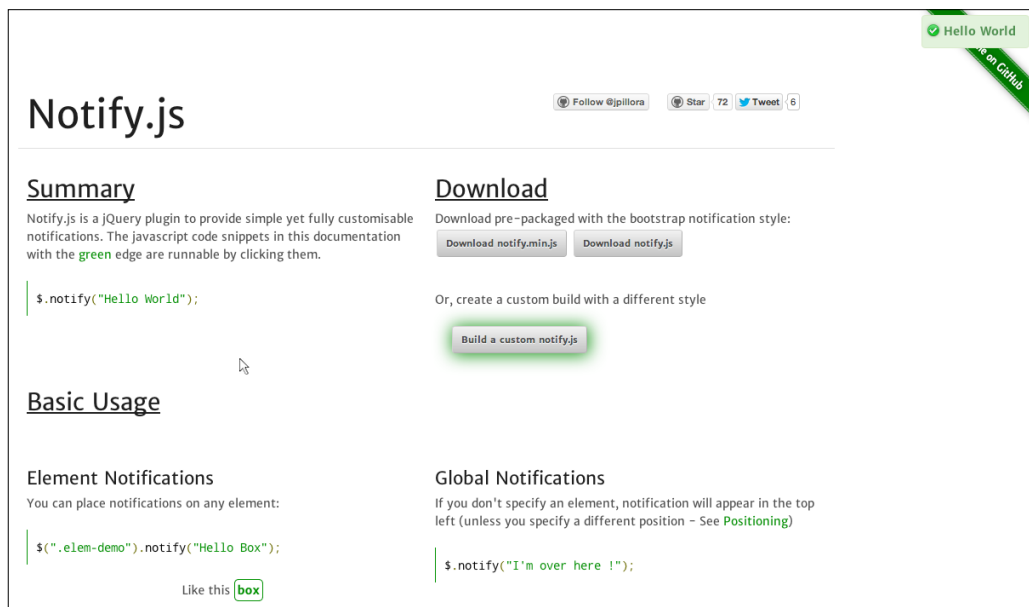 Hello World
me on GitHub
Notify.js
Follow @jpillora
Star 72
Tweet 6
Summary
Notify.js is a jQuery plugin to provide simple yet fully customisable
notifications. The javascript code snippets in this documentation
with the green edge are runnable by clicking them.
$.notify("Hello World");
Download
Download pre-packaged with the bootstrap notification style:
Download notify.min.js
Download notify.js
Or, create a custom build with a different style
Build a custom notify.js
Basic Usage
Element Notifications
You can place notifications on any element:
$(".elem-demo").notify("Hello Box");
Like this box
Global Notifications
If you don't specify an element, notification will appear in the top
left (unless you specify a different position - See Positioning)
$.notify("I'm over here !");